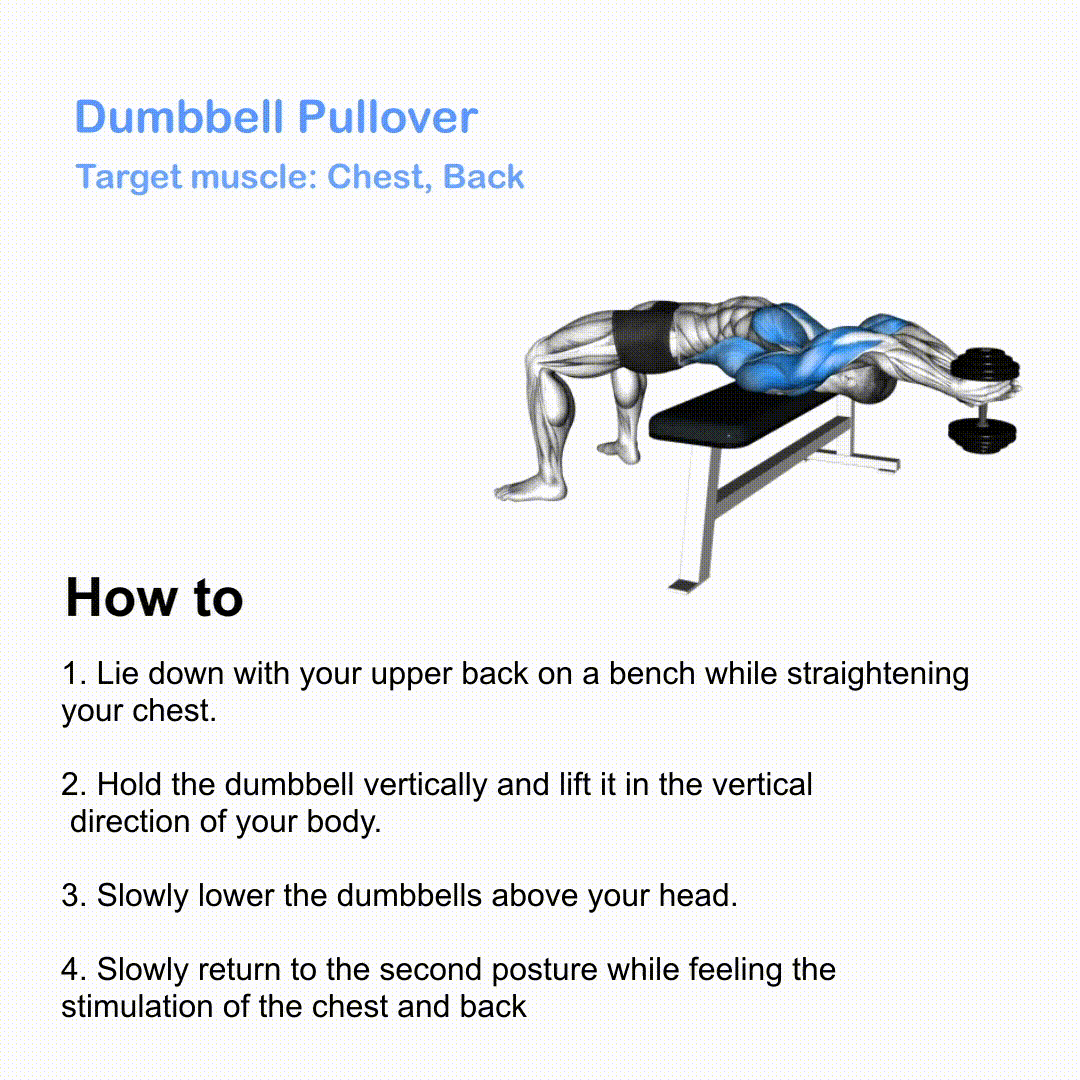 Dumbbell Pullover
Target muscle: Chest, Back
How to
1. Lie down with your upper back on a bench while straightening
your chest.
2. Hold the dumbbell vertically and lift it in the vertical
direction of your body.
3. Slowly lower the dumbbells above your head.
4. Slowly return to the second posture while feeling the
stimulation of the chest and back